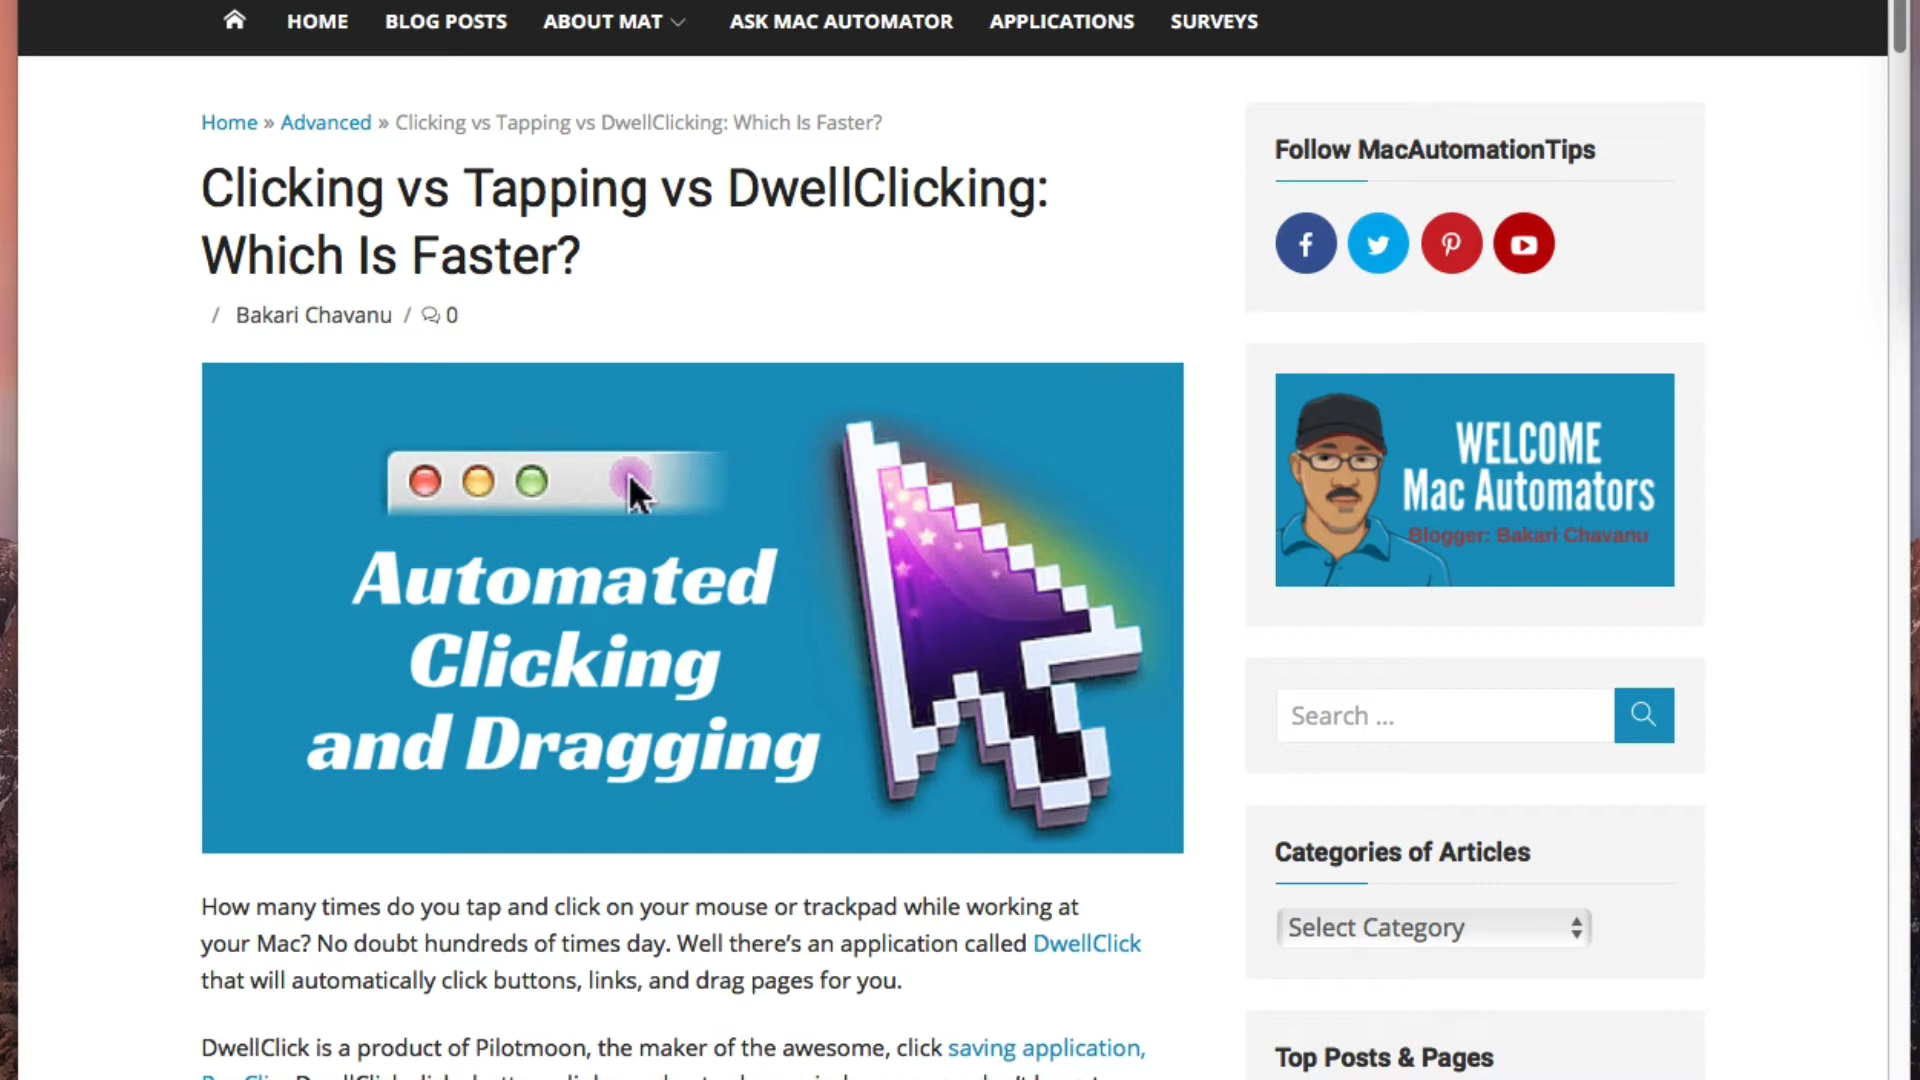 HOME BLOG POSTS ABOUT MAT ASK MAC AUTOMATOR APPLICATIONS SURVEYS
Home » Advanced » Clicking vs Tapping vs DwellClicking: Which Is Faster?
Clicking vs Tapping vs DwellClicking:
Which Is Faster?
/ Bakari Chavanu / 0
Automated
Clicking
and Dragging
How many times do you tap and click on your mouse or trackpad while working at
your Mac? No doubt hundreds of times day. Well there's an application called DwellClick
that will automatically click buttons, links, and drag pages for you.
DwellClick is a product of Pilotmoon, the maker of the awesome, click saving application,
Follow MacAutomationTips
WELCOME
Mac Automators
Blogger: Bakari Chavanu
Search ...
Categories of Articles
Select Category
Top Posts & Pages